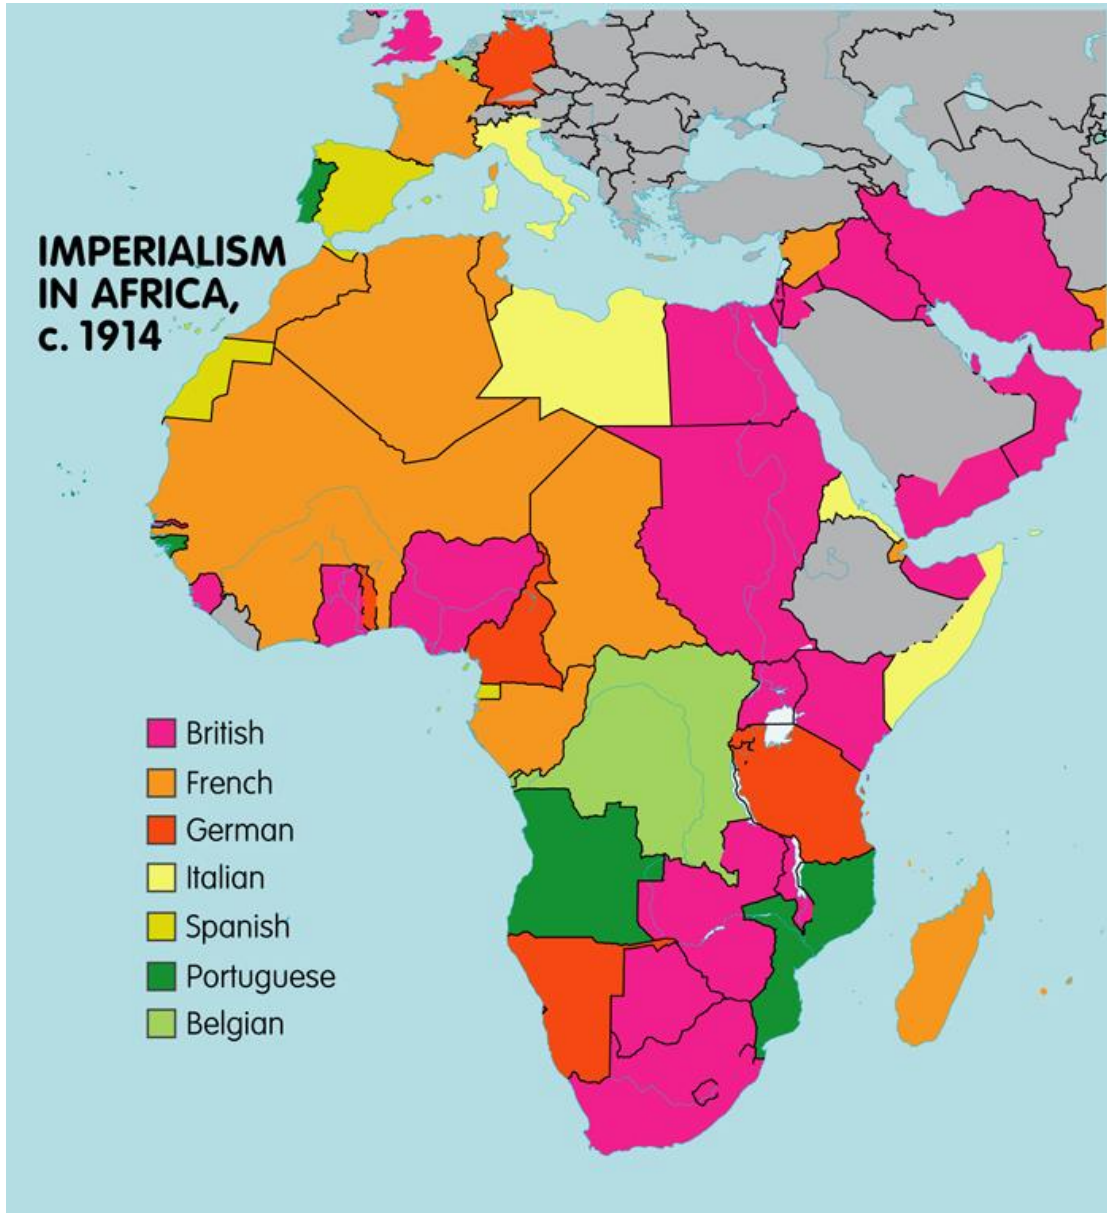 IMPERIALISM
IN AFRICA,
c. 1914
British
French
German
Italian
Spanish
Portuguese
Belgian